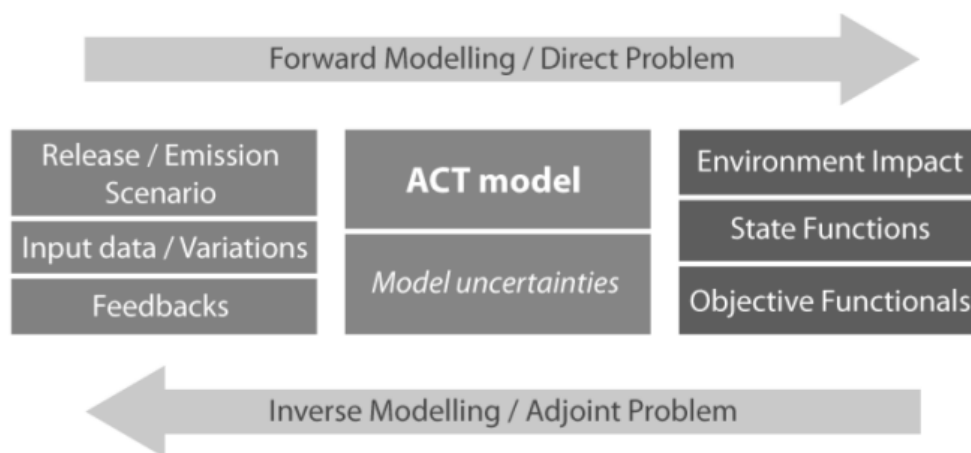 Forward Modelling / Direct Problem
Release / Emission
Scenario
Input data / Variations
Feedbacks
ACT model
Model uncertainties
Environment Impact
State Functions
Objective Functionals
Inverse Modelling / Adjoint Problem